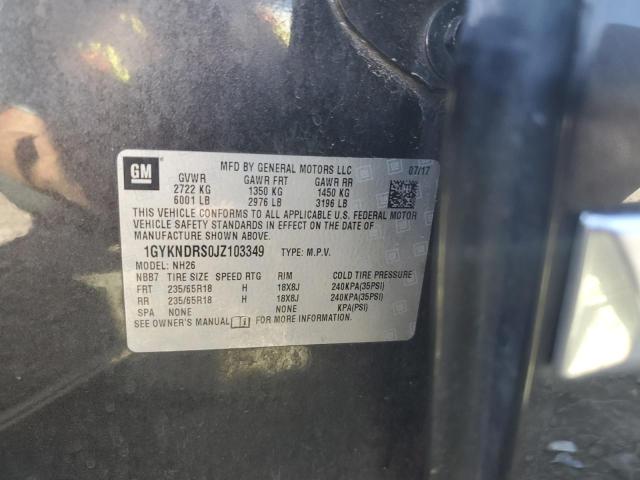 GM
MFD BY GENERAL MOTORS LLC 07/17
GVWR GAWR FRT GAWR RR
2722 KG 1350 KG 1450 KG
6001 LB 2976 LB 3196 LB
THIS VEHICLE CONFORMS TO ALL APPLICABLE U.S. FEDERAL MOTOR
VEHICLE SAFETY STANDARDS IN EFFECT ON THE DATE OF
MANUFACTURE SHOWN ABOVE.
1GYKNDRS0JZ103349 TYPE: M.P.V.
MODEL: NH26
NBB7 TIRE SIZE SPEED RTG RIM COLD TIRE PRESSURE
FRT 235/65R18 H 18X8J 240KPA(35PSI)
RR 235/65R18 H 18X8J 240KPA(35PSI)
SPA NONE NONE KPA(PSI)
SEE OWNER'S MANUAL FOR MORE INFORMATION.